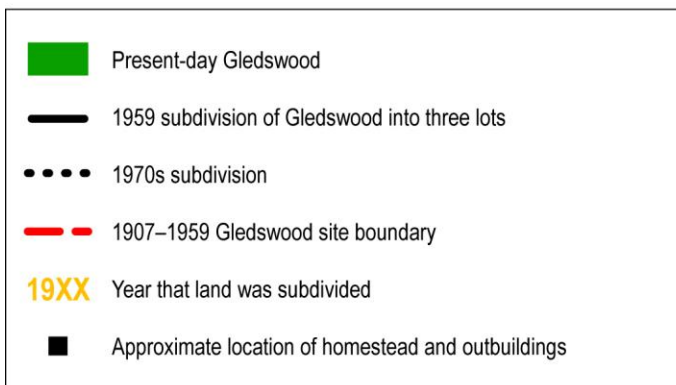 Present-day Gledswood
1959 subdivision of Gledswood into three lots
1970s subdivision
1907–1959 Gledswood site boundary
19XX Year that land was subdivided
Approximate location of homestead and outbuildings